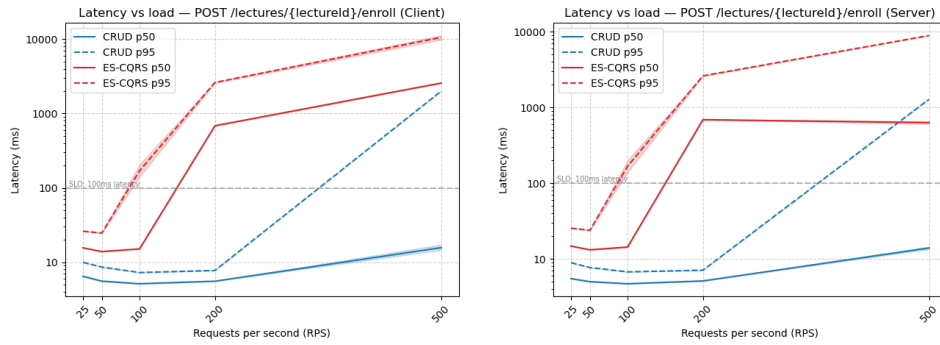 Latency vs load — POST /lectures/{lectureId}/enroll (Client)
CRUD p50
CRUD p95
ES-CQRS p50
ES-CQRS p95
10000
1000
100
10
Latency (ms)
SLO: 100ms latency
25
50
100
200
500
Requests per second (RPS)
Latency vs load — POST /lectures/{lectureId}/enroll (Server)
CRUD p50
CRUD p95
ES-CQRS p50
ES-CQRS p95
10000
1000
100
10
Latency (ms)
SLO: 100ms latency
25
50
100
200
500
Requests per second (RPS)